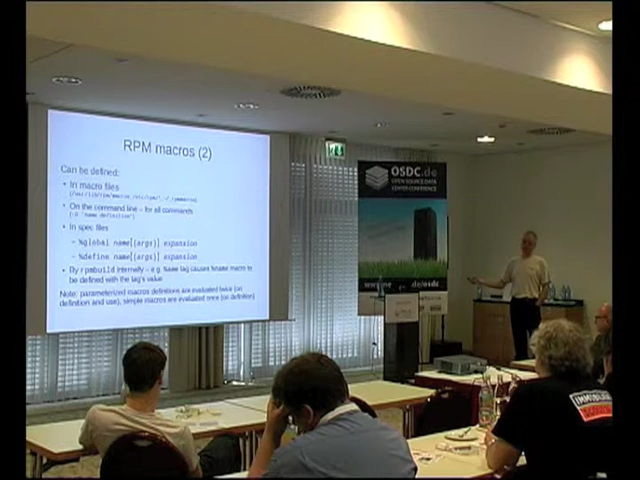 RPM macros (2)
Can be defined:
• In macro files
• On the command line – for all commands
• In spec files
– %global name[(args)] expansion
– %define name[(args)] expansion
• By rpmbuild internally – e.g. Name tag causes %name macro to
be defined with the tag's value
Note: parameterized macros definitions are evaluated twice (on
definition and use), simple macros are evaluated once (on definition)
OSDC.de
OPEN SOURCE DATA
CENTER CONFERENCE
de/osdc